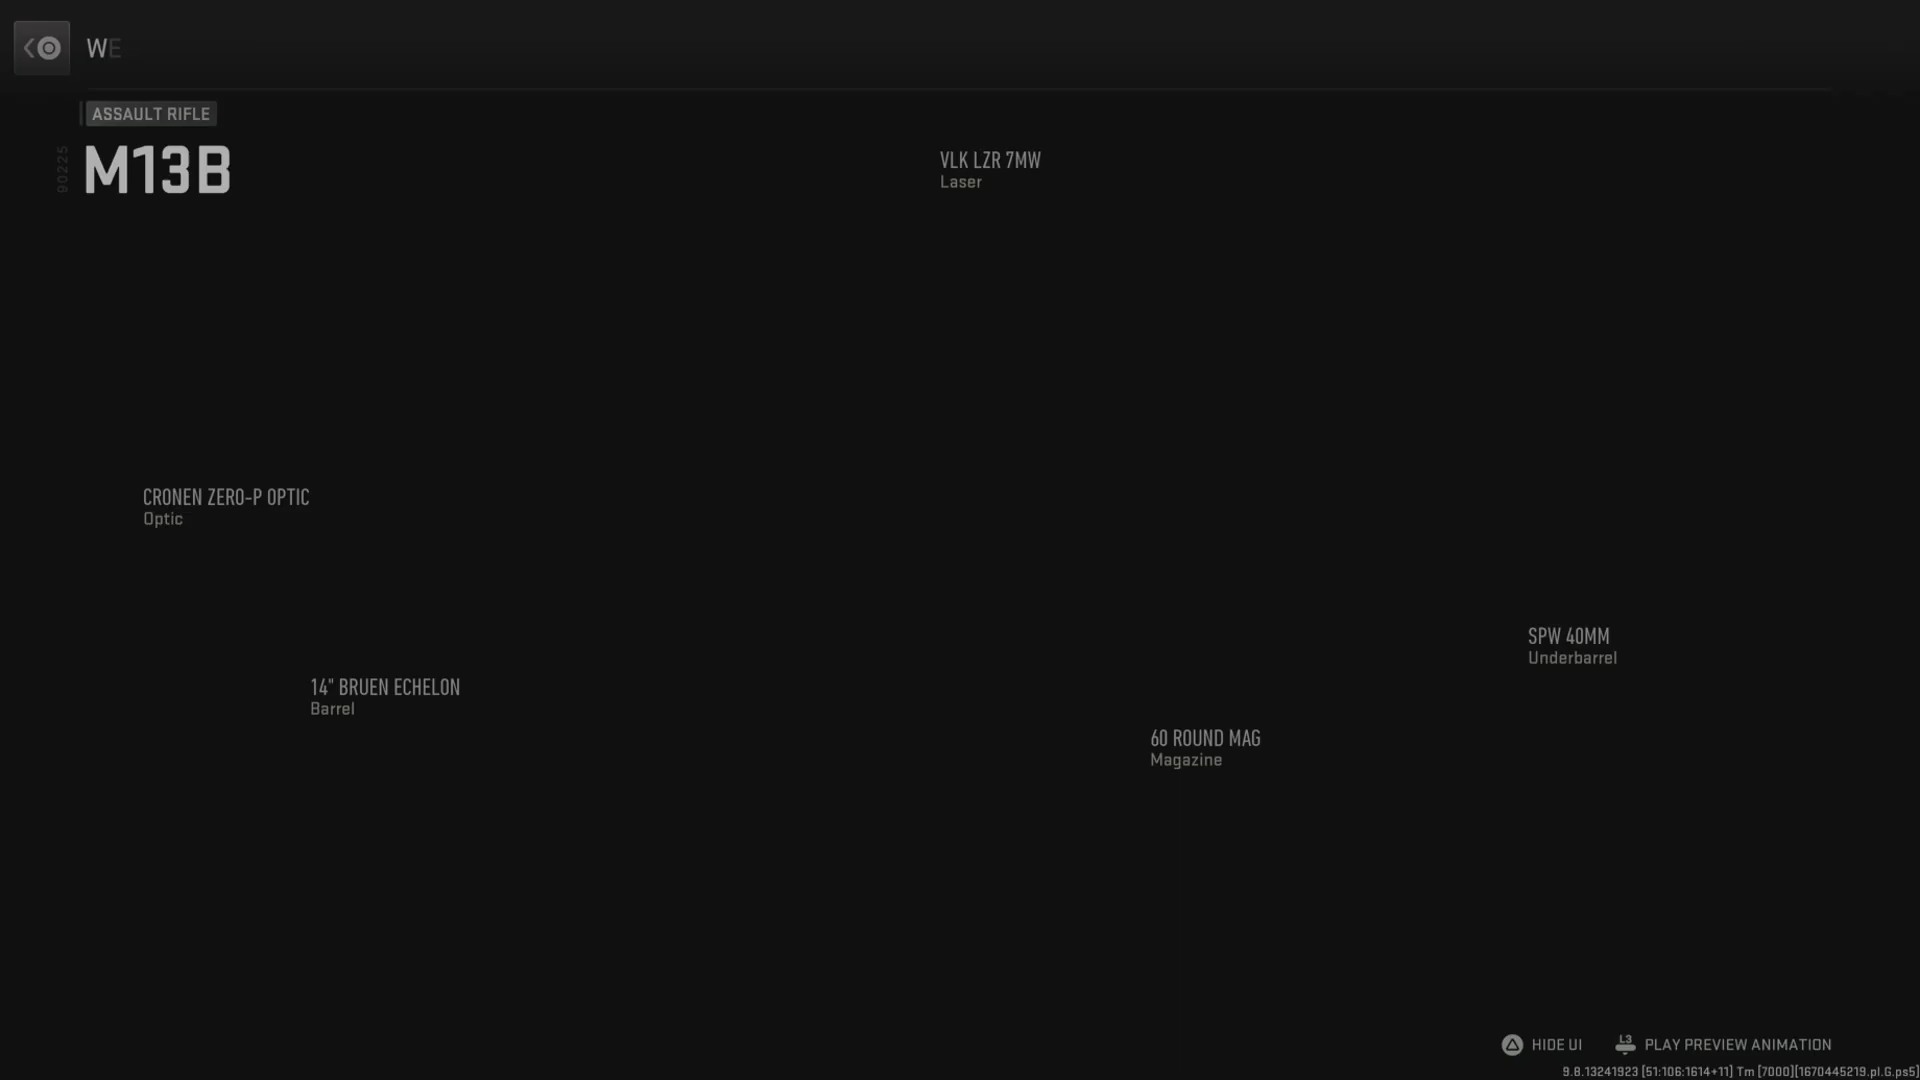 WE
ASSAULT RIFLE
90225
M13B
VLK LZR 7MW
Laser
CRONEN ZERO-P OPTIC
Optic
SPW 40MM
Underbarrel
14" BRUEN ECHELON
Barrel
60 ROUND MAG
Magazine
HIDE UI
L3 PLAY PREVIEW ANIMATION
9.8.13241923 [51:106:1614+11] Tm [7000][1670445219.pl.G.ps5]